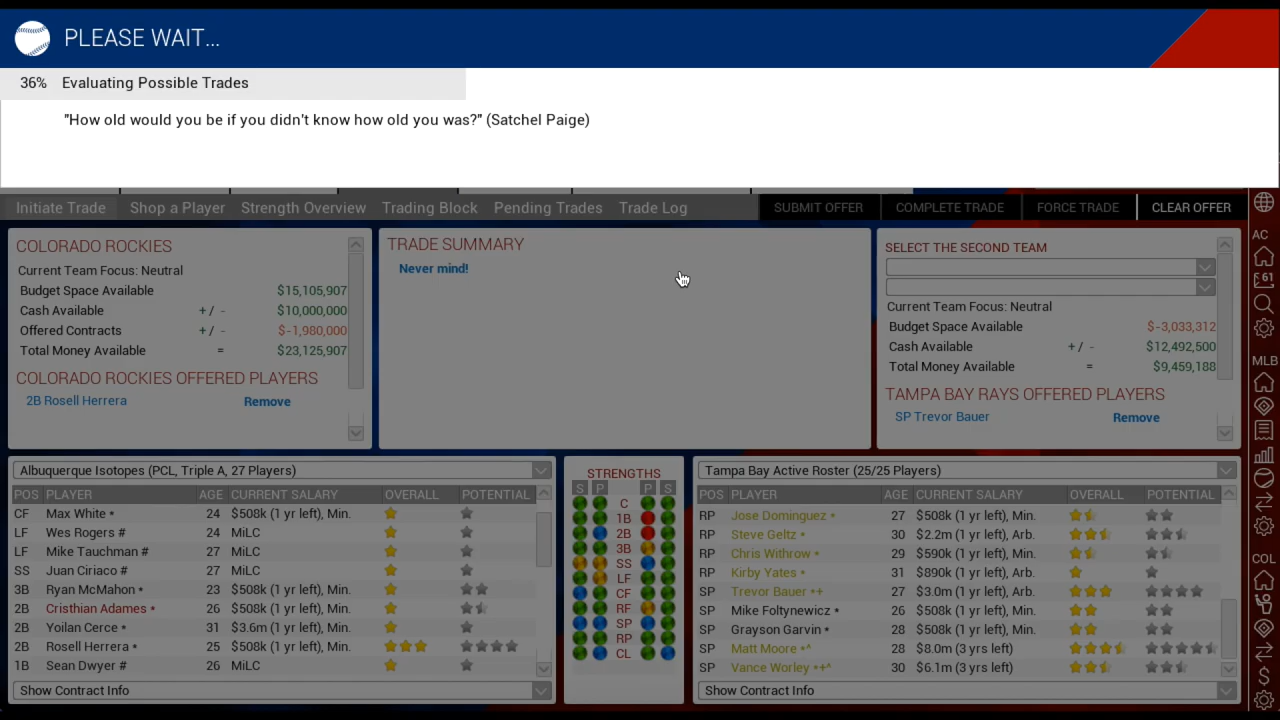 PLEASE WAIT...
36% Evaluating Possible Trades
"How old would you be if you didn't know how old you was?" (Satchel Paige)
Initiate Trade Shop a Player Strength Overview Trading Block Pending Trades Trade Log SUBMIT OFFER COMPLETE TRADE FORCE TRADE CLEAR OFFER
COLORADO ROCKIES
Current Team Focus: Neutral
Budget Space Available $15,105,907
Cash Available + / - $10,000,000
Offered Contracts + / - $-1,980,000
Total Money Available = $23,125,907
COLORADO ROCKIES OFFERED PLAYERS
2B Rosell Herrera Remove
TRADE SUMMARY
Never mind!
SELECT THE SECOND TEAM
Current Team Focus: Neutral
Budget Space Available $-3,033,312
Cash Available + / - $12,492,500
Total Money Available = $9,459,188
TAMPA BAY RAYS OFFERED PLAYERS
SP Trevor Bauer Remove
Albuquerque Isotopes (PCL, Triple A, 27 Players)
POS PLAYER AGE CURRENT SALARY OVERALL POTENTIAL
CF Max White * 24 $508k (1 yr left), Min.
LF Wes Rogers # 24 MiLC
LF Mike Tauchman # 27 MiLC
SS Juan Ciriaco # 27 MiLC
3B Ryan McMahon * 23 $508k (1 yr left), Min.
2B Cristhian Adames * 26 $508k (1 yr left), Min.
2B Yoilan Cerce * 31 $3.6m (1 yr left), Min.
2B Rosell Herrera * 25 $508k (1 yr left), Min.
1B Sean Dwyer # 26 MiLC
Show Contract Info
STRENGTHS
S P P S
C
1B
2B
3B
SS
LF
CF
RF
SP
RP
CL
Tampa Bay Active Roster (25/25 Players)
POS PLAYER AGE CURRENT SALARY OVERALL POTENTIAL
RP Jose Dominguez * 27 $508k (1 yr left), Min.
RP Steve Geltz * 30 $2.2m (1 yr left), Arb.
RP Chris Withrow * 29 $590k (1 yr left), Arb.
RP Kirby Yates * 31 $890k (1 yr left), Arb.
SP Trevor Bauer *+ 27 $3.0m (1 yr left), Arb.
SP Mike Foltynewicz * 26 $508k (1 yr left), Min.
SP Grayson Garvin * 28 $508k (1 yr left), Min.
SP Matt Moore *^ 28 $8.0m (3 yrs left)
SP Vance Worley *+^ 30 $6.1m (3 yrs left)
Show Contract Info
AC
61
MLB
COL